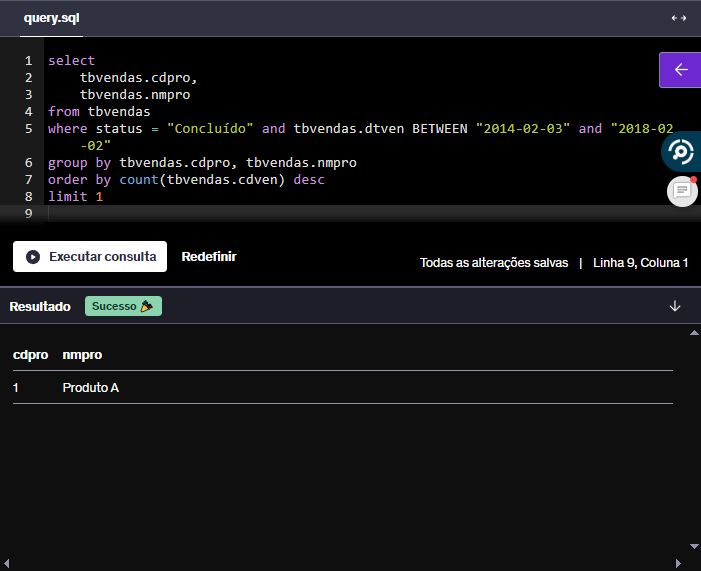 query.sql
1 select
2 tbvendas.cdpro,
3 tbvendas.nmpro
4 from tbvendas
5 where status = "Concluído" and tbvendas.dtven BETWEEN "2014-02-03" and "2018-02
-02"
6 group by tbvendas.cdpro, tbvendas.nmpro
7 order by count(tbvendas.cdven) desc
8 limit 1
9
Executar consulta Redefinir Todas as alterações salvas | Linha 9, Coluna 1
Resultado Sucesso
cdpro nmpro
1 Produto A